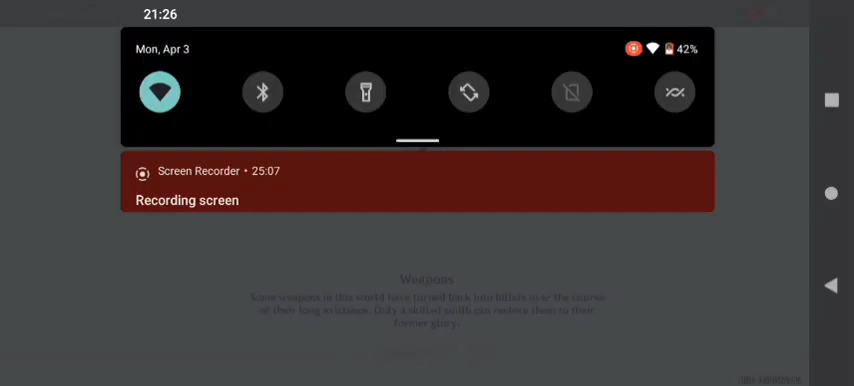 21:26
Mon, Apr 3
42%
Screen Recorder • 25:07
Recording screen
Weapons
Some weapons in this world have turned back into billets over the course
of their long existence. Only a skilled smith can restore them to their
former glory.